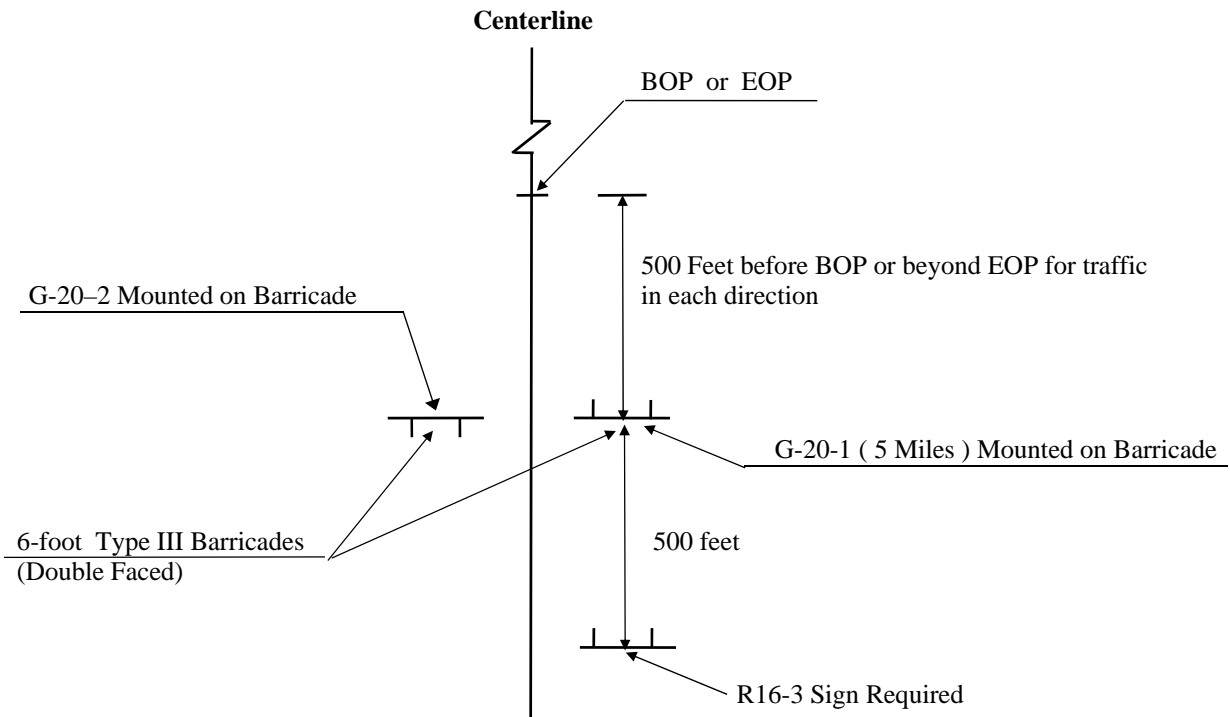 Centerline
BOP or EOP
500 Feet before BOP or beyond EOP for traffic
in each direction
G-20–2 Mounted on Barricade
G-20-1 ( 5 Miles ) Mounted on Barricade
6-foot Type III Barricades
(Double Faced)
500 feet
R16-3 Sign Required